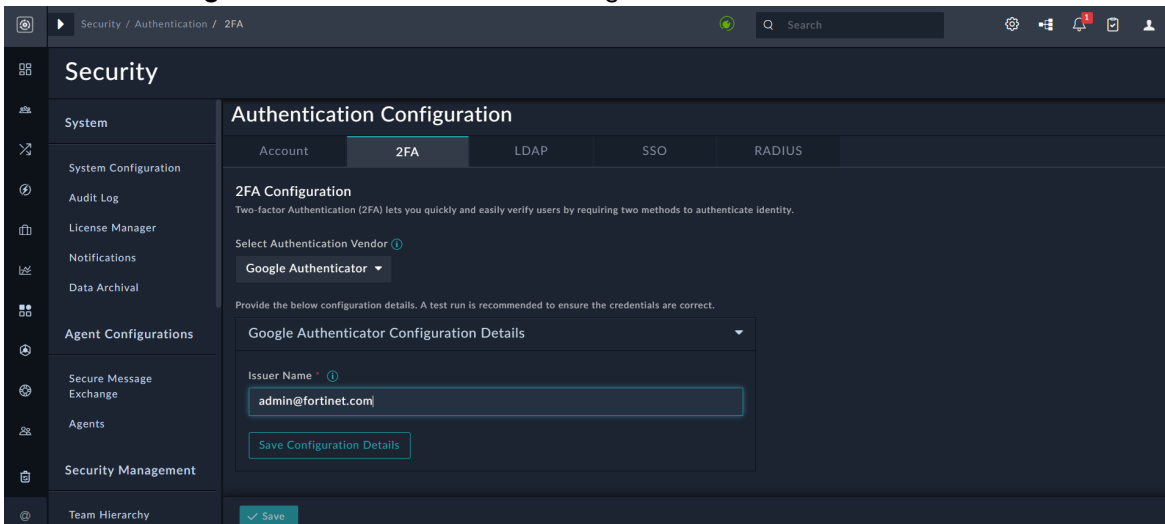 Security / Authentication / 2FA
Search
1
Security
System
System Configuration
Audit Log
License Manager
Notifications
Data Archival
Agent Configurations
Secure Message
Exchange
Agents
Security Management
Team Hierarchy
Authentication Configuration
Account
2FA
LDAP
SSO
RADIUS
2FA Configuration
Two-factor Authentication (2FA) lets you quickly and easily verify users by requiring two methods to authenticate identity.
Select Authentication Vendor
Google Authenticator
Provide the below configuration details. A test run is recommended to ensure the credentials are correct.
Google Authenticator Configuration Details
Issuer Name *
admin@fortinet.com
Save Configuration Details
Save